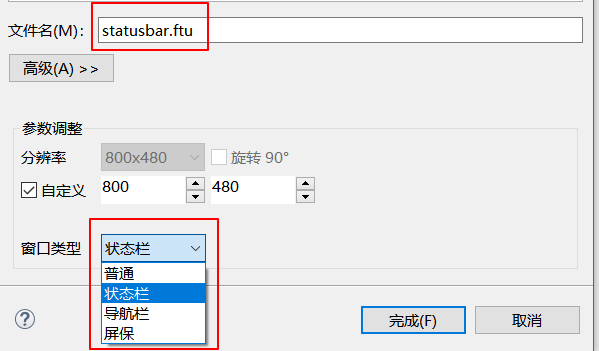 文件名(M)： statusbar.ftu
高级(A) >>
参数调整
分辨率 800x480 旋转 90°
自定义 800 480
窗口类型 状态栏
普通
状态栏
导航栏
屏保
? 完成(F) 取消